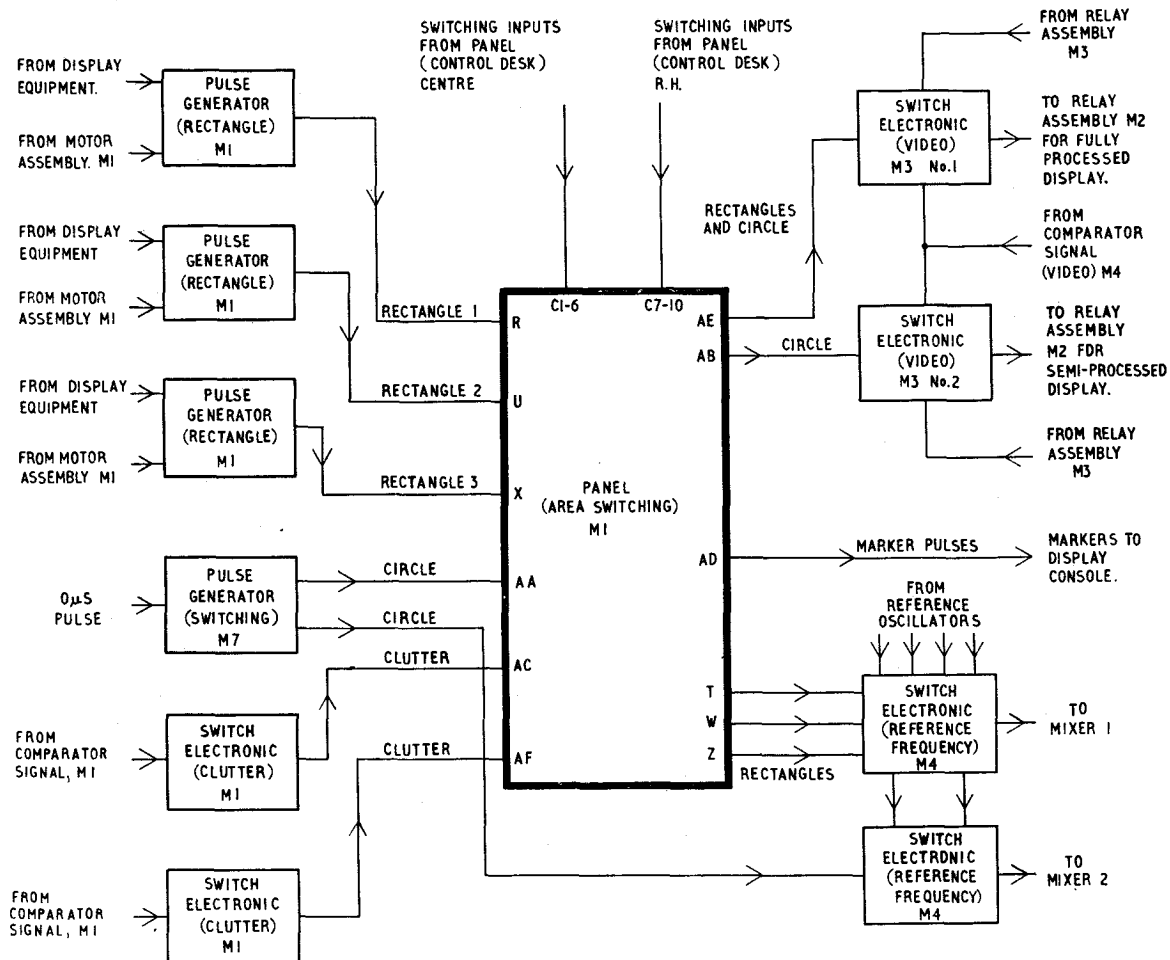 FROM DISPLAY
EQUIPMENT.
FROM MOTOR
ASSEMBLY. M1
PULSE
GENERATOR
(RECTANGLE)
M1
FROM DISPLAY
EQUIPMENT
FROM MOTOR
ASSEMBLY M1
PULSE
GENERATOR
(RECTANGLE)
M1
FROM DISPLAY
EQUIPMENT
FROM MOTOR
ASSEMBLY M1
PULSE
GENERATOR
(RECTANGLE)
M1
0µS
PULSE
PULSE
GENERATOR
(SWITCHING)
M7
FROM
COMPARATOR
SIGNAL, M1
SWITCH
ELECTRONIC
(CLUTTER)
M1
FROM
COMPARATOR
SIGNAL, M1
SWITCH
ELECTRONIC
(CLUTTER)
M1
RECTANGLE 1
RECTANGLE 2
RECTANGLE 3
CIRCLE
CIRCLE
CLUTTER
CLUTTER
SWITCHING INPUTS
FROM PANEL
(CONTROL DESK)
CENTRE
SWITCHING INPUTS
FROM PANEL
(CONTROL DESK)
R.H.
C1-6
C7-10
R
U
X
AA
AC
AF
PANEL
(AREA SWITCHING)
M1
AE
AB
AD
T
W
Z
RECTANGLES
AND CIRCLE
CIRCLE
MARKER PULSES
RECTANGLES
SWITCH
ELECTRONIC
(VIDEO)
M3 No.1
SWITCH
ELECTRONIC
(VIDEO)
M3 No.2
FROM RELAY
ASSEMBLY
M3
TO RELAY
ASSEMBLY M2
FOR FULLY
PROCESSED
DISPLAY.
FROM
COMPARATOR
SIGNAL
(VIDEO) M4
TO RELAY
ASSEMBLY
M2 FDR
SEMI-PROCESSED
DISPLAY.
FROM RELAY
ASSEMBLY
M3
MARKERS TO
DISPLAY
CONSOLE.
FROM
REFERENCE
OSCILLATORS
SWITCH
ELECTRONIC
(REFERENCE
FREQUENCY)
M4
TO
MIXER 1
SWITCH
ELECTRDNIC
(REFERENCE
FREQUENCY)
M4
TO
MIXER 2